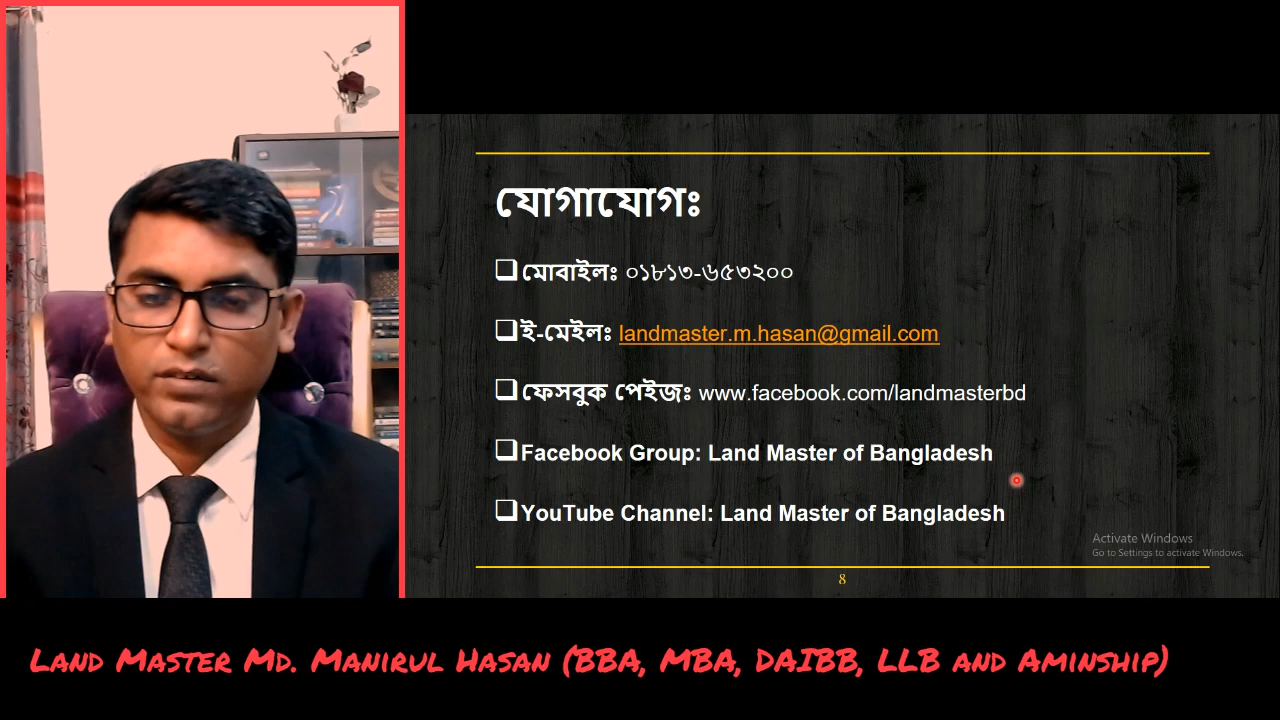 যোগাযোগঃ
❑মোবাইলঃ ০১৮১৩-৬৫৩২০০
❑ই-মেইলঃ landmaster.m.hasan@gmail.com
❑ফেসবুক পেইজঃ www.facebook.com/landmasterbd
❑Facebook Group: Land Master of Bangladesh
❑YouTube Channel: Land Master of Bangladesh
Activate Windows
Go to Settings to activate Windows.
8
Land Master Md. Manirul Hasan (BBA, MBA, DAIBB, LLB and Aminship)